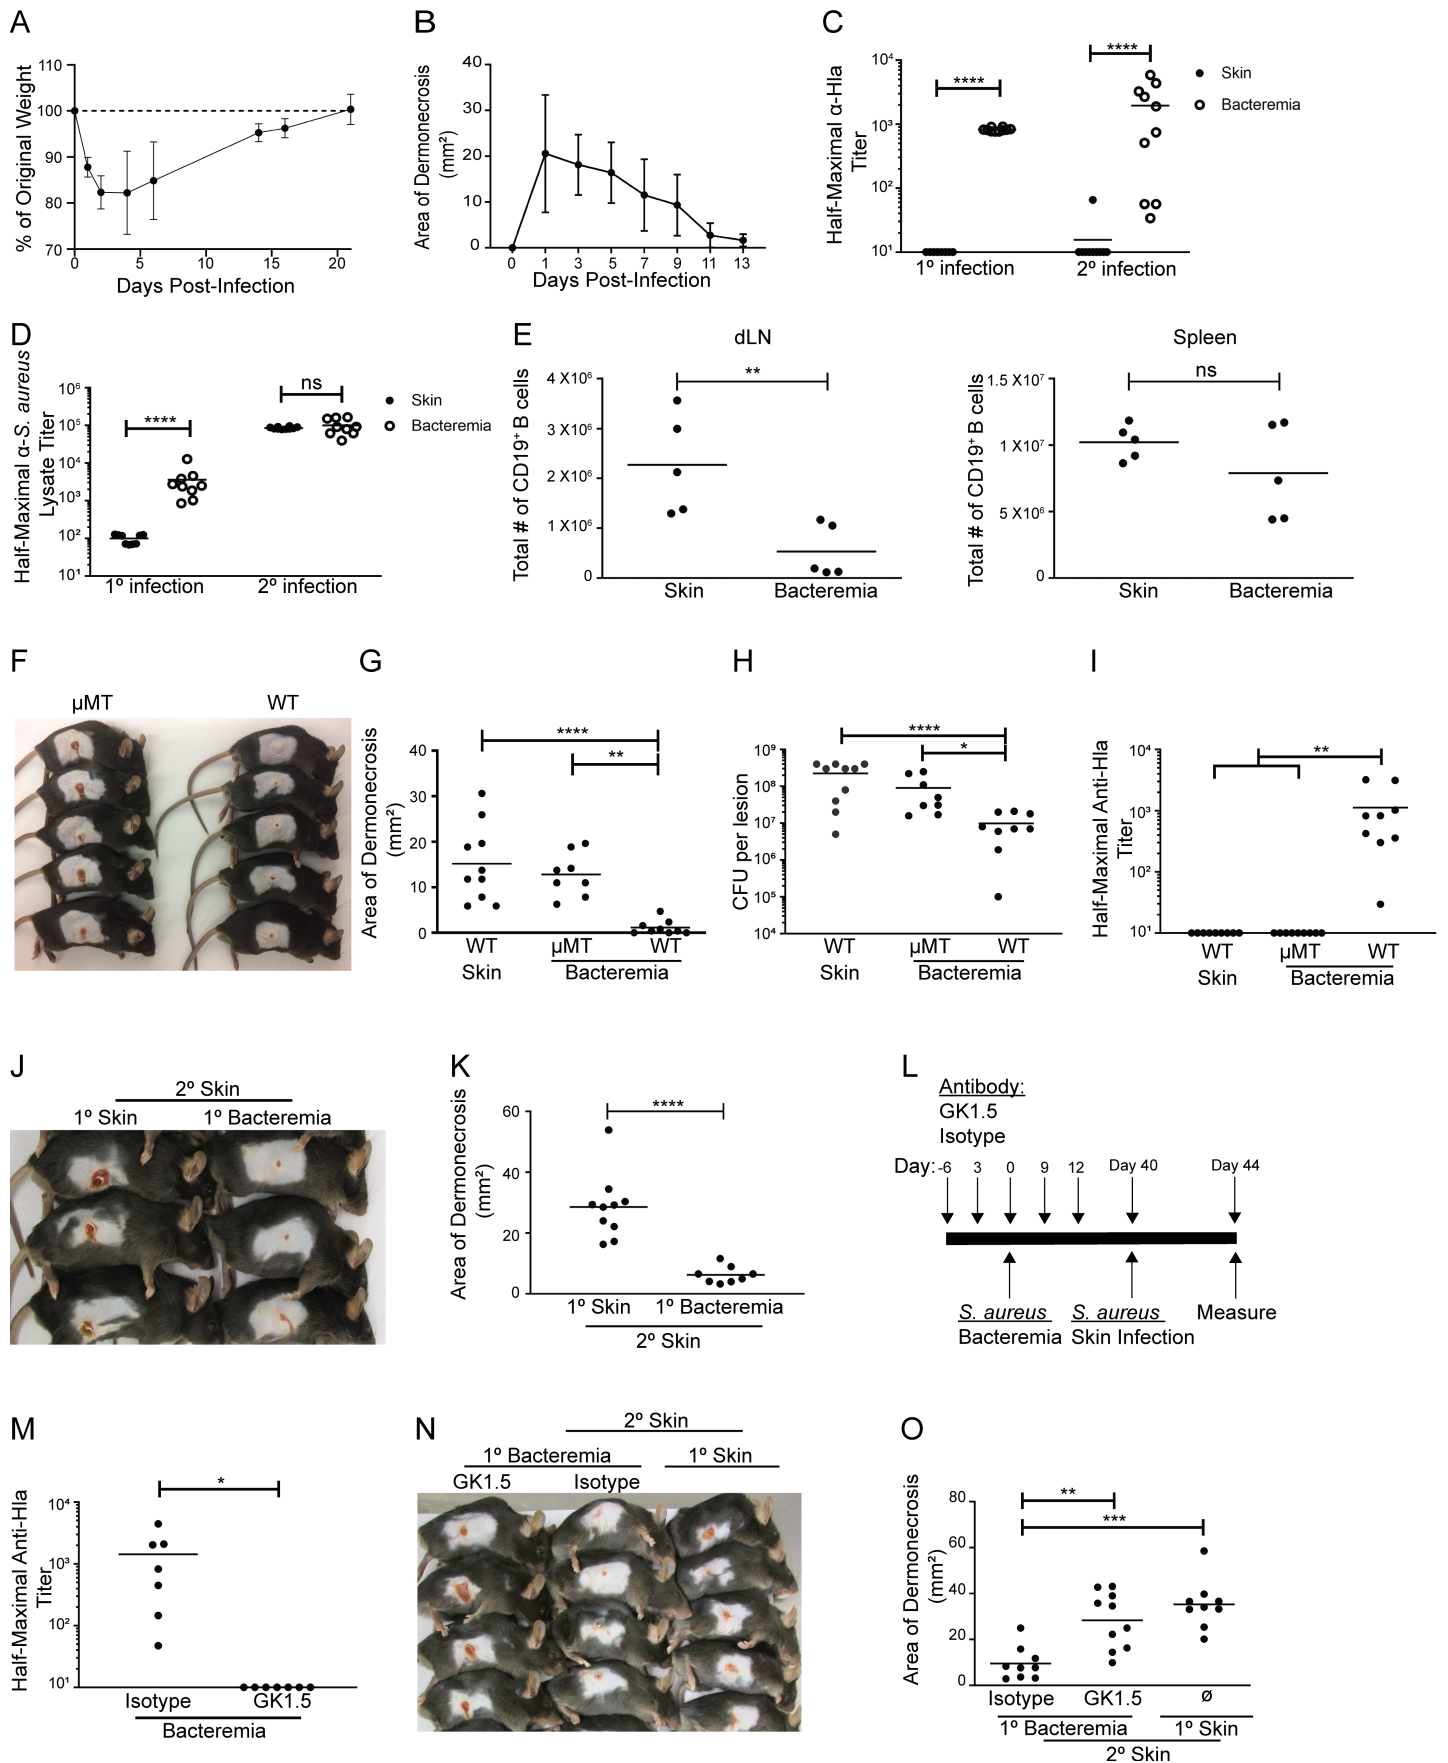 A
B
C
110
100
90
80
70
% of Original Weight
0 5 10 15 20
Days Post-Infection
40
30
20
10
0
Area of Dermonecrosis
(mm²)
0 1 3 5 7 9 11 13
Days Post-Infection
10⁴
10³
10²
10¹
Half-Maximal α-Hla
Titer
****
****
Skin
Bacteremia
1º infection 2º infection
D
E
10⁶
10⁵
10⁴
10³
10²
10¹
Half-Maximal α-S. aureus
Lysate Titer
****
ns
Skin
Bacteremia
1º infection 2º infection
dLN
4 X10⁶
3 X10⁶
2 X10⁶
1 X10⁶
0
Total # of CD19⁺ B cells
**
Skin Bacteremia
Spleen
1.5 X10⁷
1 X10⁷
5 X10⁶
0
Total # of CD19⁺ B cells
ns
Skin Bacteremia
F
G
H
I
µMT WT
40
30
20
10
0
Area of Dermonecrosis
(mm²)
****
**
WT µMT WT
Skin Bacteremia
10⁹
10⁸
10⁷
10⁶
10⁵
10⁴
CFU per lesion
****
*
WT µMT WT
Skin Bacteremia
10⁴
10³
10²
10¹
Half-Maximal Anti-Hla
Titer
**
WT µMT WT
Skin Bacteremia
J
K
L
2º Skin
1º Skin 1º Bacteremia
60
40
20
0
Area of Dermonecrosis
(mm²)
****
1º Skin 1º Bacteremia
2º Skin
Antibody:
GK1.5
Isotype
Day: -6 3 0 9 12 Day 40 Day 44
S. aureus S. aureus Measure
Bacteremia Skin Infection
M
N
O
10⁴
10³
10²
10¹
Half-Maximal Anti-Hla
Titer
*
Isotype GK1.5
Bacteremia
2º Skin
1º Bacteremia 1º Skin
GK1.5 Isotype
80
60
40
20
0
Area of Dermonecrosis
(mm²)
**
***
Isotype GK1.5 ø
1º Bacteremia 1º Skin
2º Skin